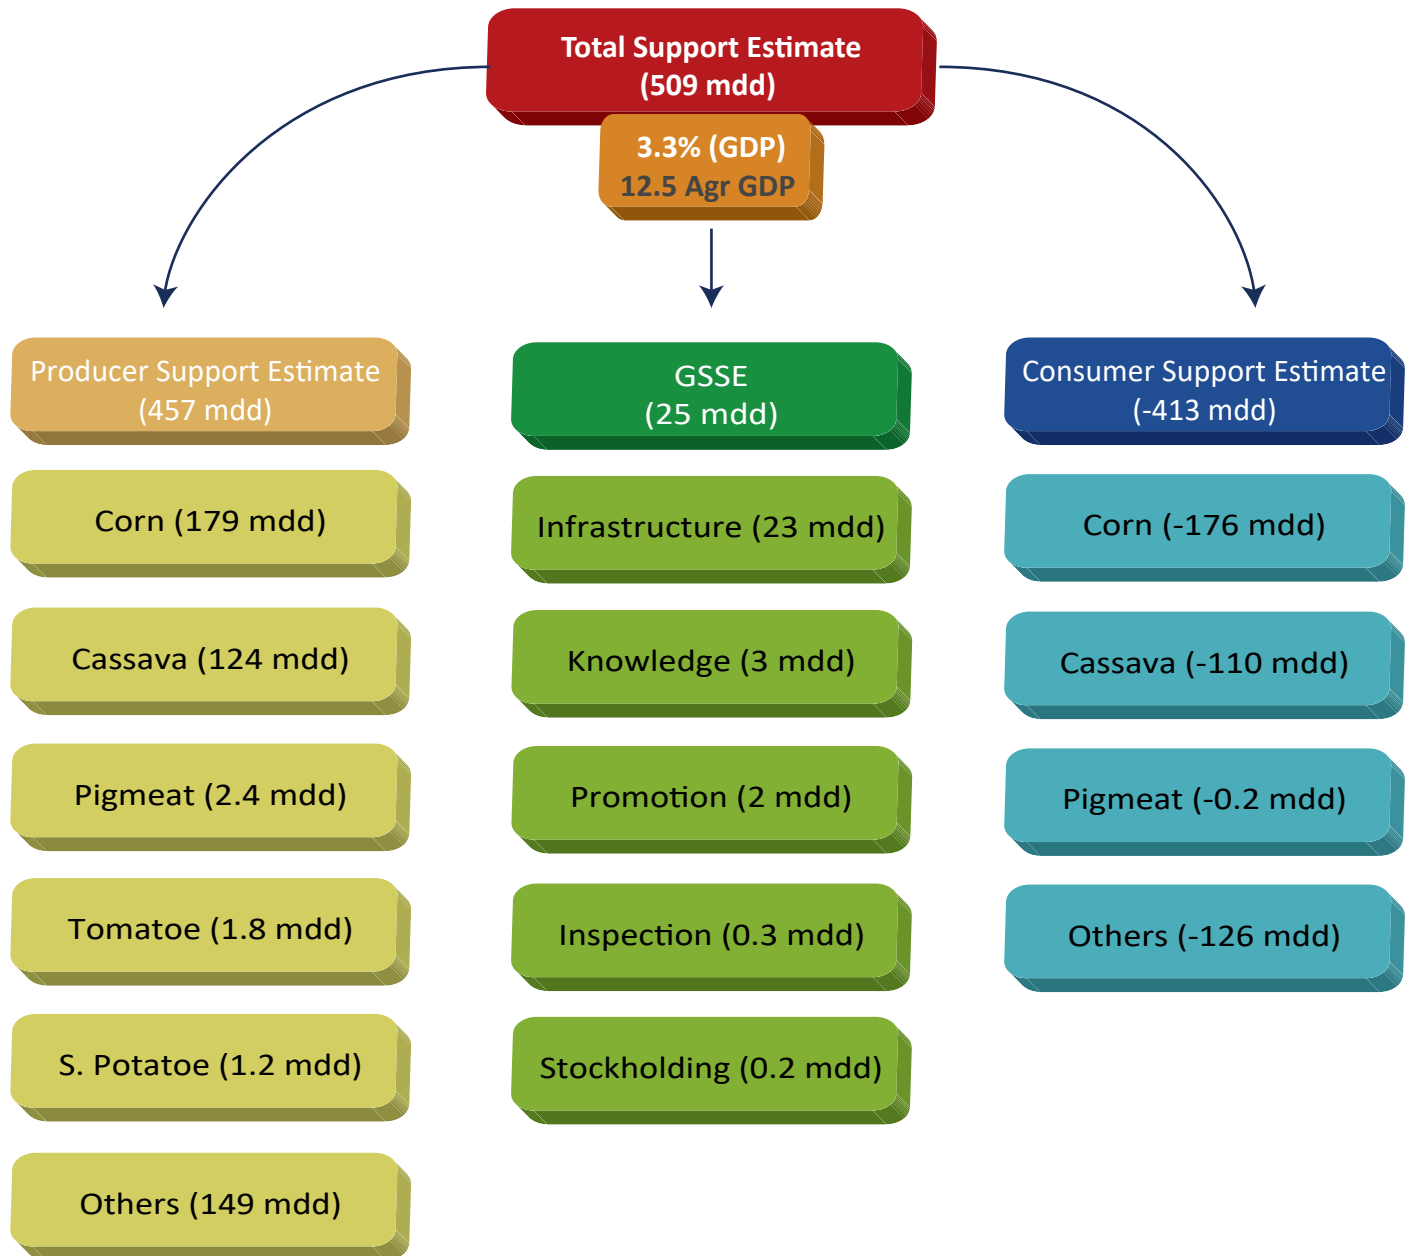 Total Support Estimate
(509 mdd)
3.3% (GDP)
12.5 Agr GDP
Producer Support Estimate
(457 mdd)
Corn (179 mdd)
Cassava (124 mdd)
Pigmeat (2.4 mdd)
Tomatoe (1.8 mdd)
S. Potatoe (1.2 mdd)
Others (149 mdd)
GSSE
(25 mdd)
Infrastructure (23 mdd)
Knowledge (3 mdd)
Promotion (2 mdd)
Inspection (0.3 mdd)
Stockholding (0.2 mdd)
Consumer Support Estimate
(-413 mdd)
Corn (-176 mdd)
Cassava (-110 mdd)
Pigmeat (-0.2 mdd)
Others (-126 mdd)